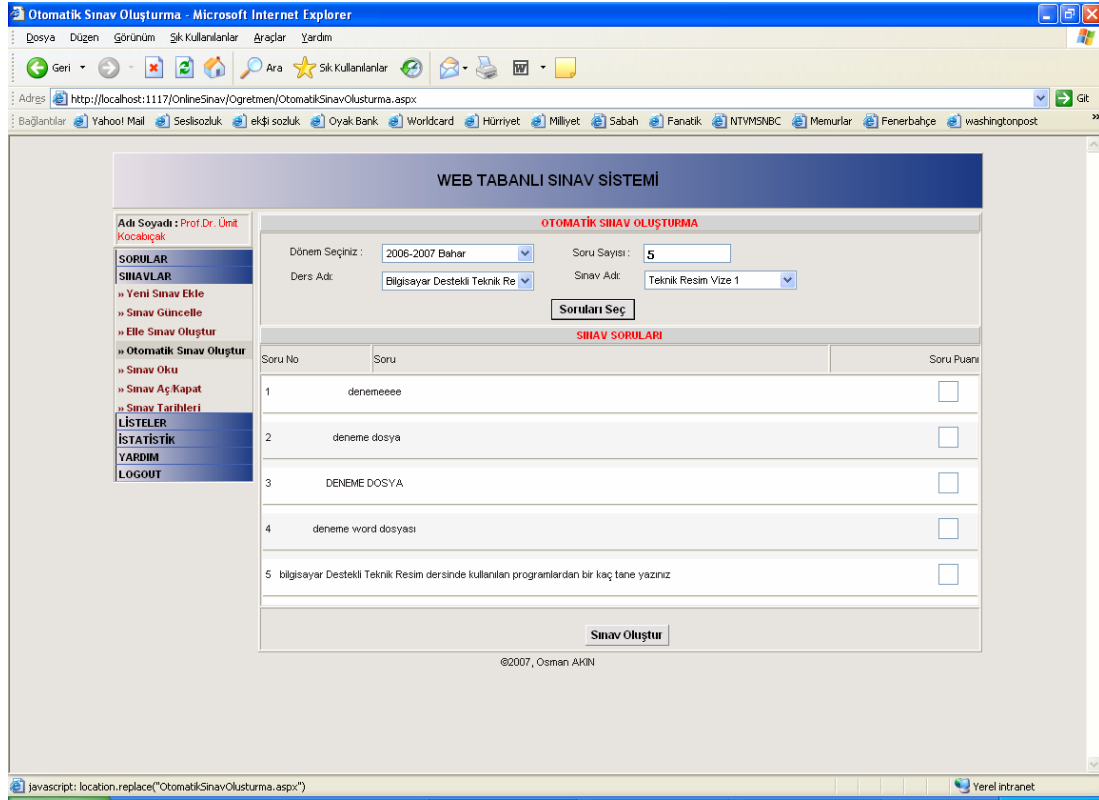 Otomatik Sınav Oluşturma - Microsoft Internet Explorer
Dosya Düzen Görünüm Sık Kullanılanlar Araçlar Yardım
Geri Ara Sık Kullanılanlar
Adres http://localhost:1117/OnlineSinav/Ogretmen/OtomatikSinavOlusturma.aspx Git
Bağlantılar Yahoo! Mail Seslisozluk ek$i sozluk Oyak Bank Worldcard Hürriyet Milliyet Sabah Fanatik NTVMSNBC Memurlar Fenerbahçe washingtonpost »
WEB TABANLI SINAV SİSTEMİ
Adı Soyadı : Prof.Dr. Ümit
Kocabıçak
SORULAR
SINAVLAR
» Yeni Sınav Ekle
» Sınav Güncelle
» Elle Sınav Oluştur
» Otomatik Sınav Oluştur
» Sınav Oku
» Sınav Aç/Kapat
» Sınav Tarihleri
LİSTELER
İSTATİSTİK
YARDIM
LOGOUT
OTOMATİK SINAV OLUŞTURMA
Dönem Seçiniz : 2006-2007 Bahar Soru Sayısı : 5
Ders Adı: Bilgisayar Destekli Teknik Re Sınav Adı: Teknik Resim Vize 1
Soruları Seç
SINAV SORULARI
Soru No Soru Soru Puanı
1 denemeeee
2 deneme dosya
3 DENEME DOSYA
4 deneme word dosyası
5 bilgisayar Destekli Teknik Resim dersinde kullanılan programlardan bir kaç tane yazınız
Sınav Oluştur
©2007, Osman AKIN
javascript: location.replace("OtomatikSinavOlusturma.aspx") Yerel intranet